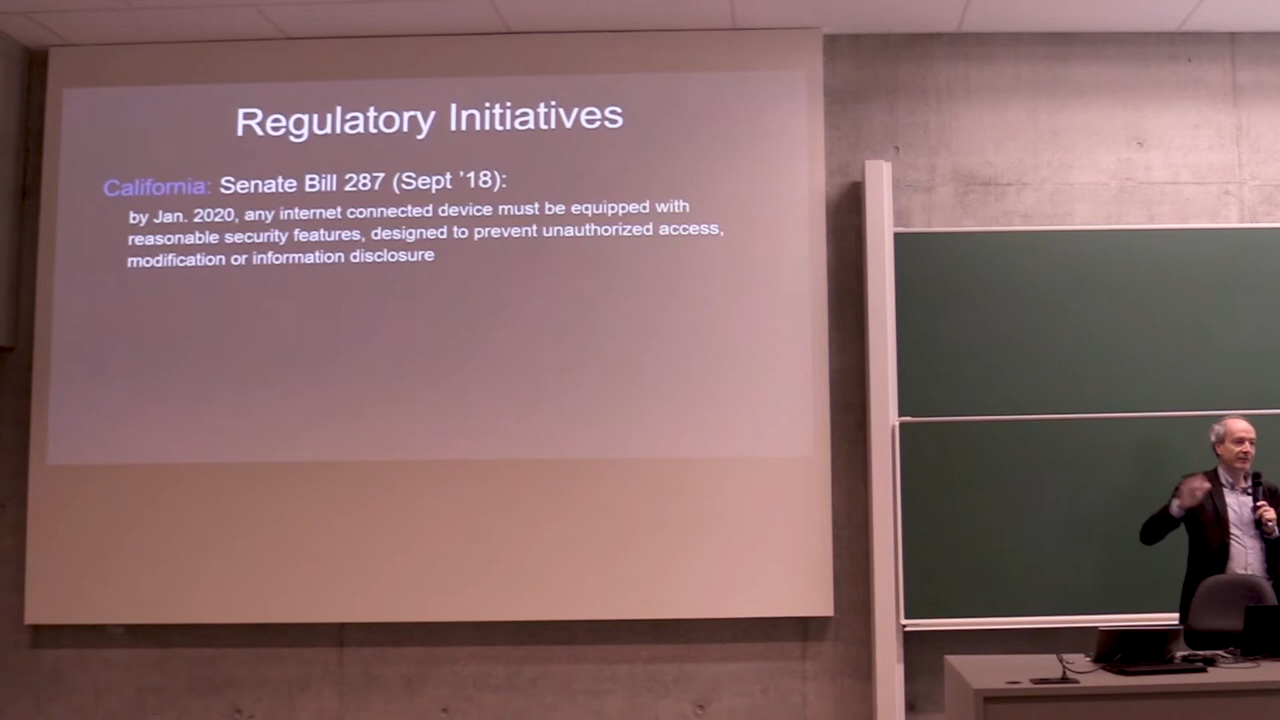 Regulatory Initiatives
California: Senate Bill 287 (Sept ’18):
by Jan. 2020, any internet connected device must be equipped with
reasonable security features, designed to prevent unauthorized access,
modification or information disclosure